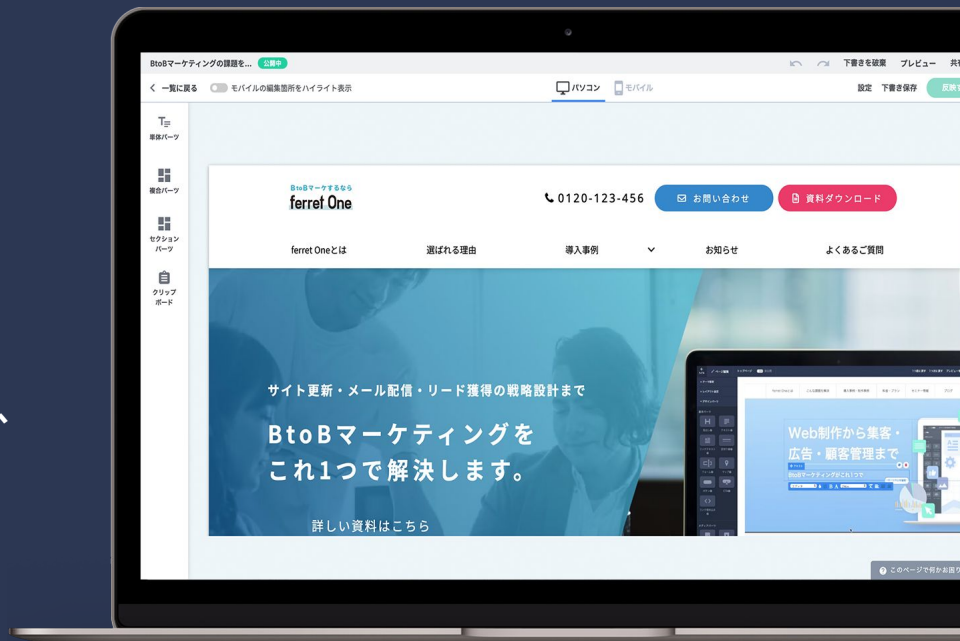 、
BtoBマーケティングの課題を... 公開中 下書きを破棄 プレビュー
く 一覧に戻る モバイルの編集箇所をハイライト表示 パソコン モバイル 設定 下書き保存 反映
単体パーツ
複合パーツ
セクション
パーツ
クリップ
ボード
BtoBマーケするなら
ferret One
0120-123-456 お問い合わせ 資料ダウンロード
ferret Oneとは 選ばれる理由 導入事例 お知らせ よくあるご質問
サイト更新・メール配信・リード獲得の戦略設計まで
BtoBマーケティングを
これ1つで解決します。
詳しい資料はこちら
Web制作から集客・
広告・顧客管理まで
BtoBマーケティングがこれ1つで
このページで何かお困り